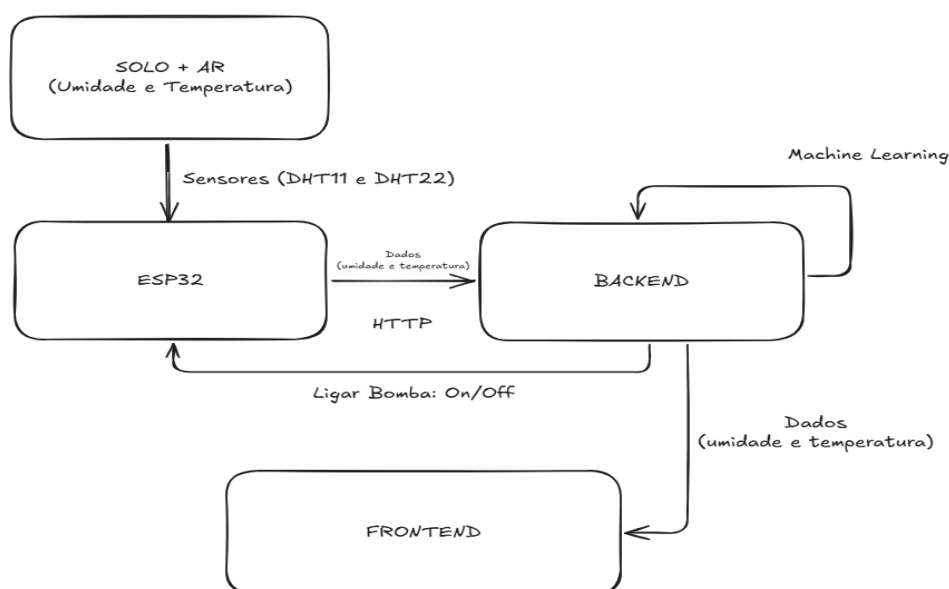 SOLO + AR
(Umidade e Temperatura)
Sensores (DHT11 e DHT22)
Machine Learning
ESP32
Dados
(umidade e temperatura)
HTTP
BACKEND
Ligar Bomba: On/Off
Dados
(umidade e temperatura)
FRONTEND